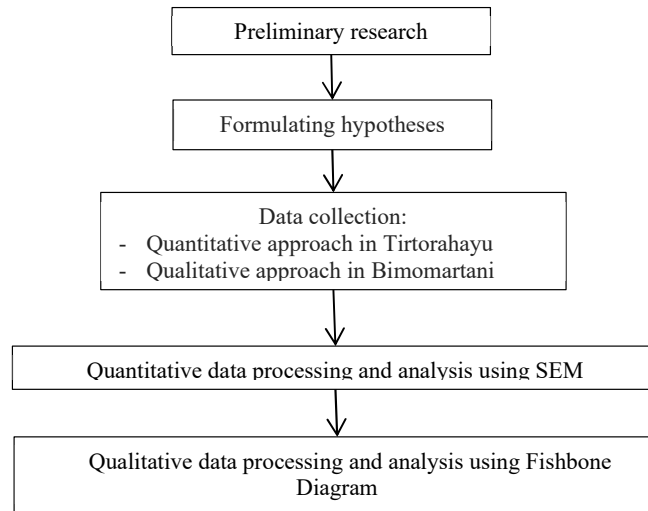 Preliminary research
Formulating hypotheses
Data collection:
- Quantitative approach in Tirtorahayu
- Qualitative approach in Bimomartani
Quantitative data processing and analysis using SEM
Qualitative data processing and analysis using Fishbone
Diagram